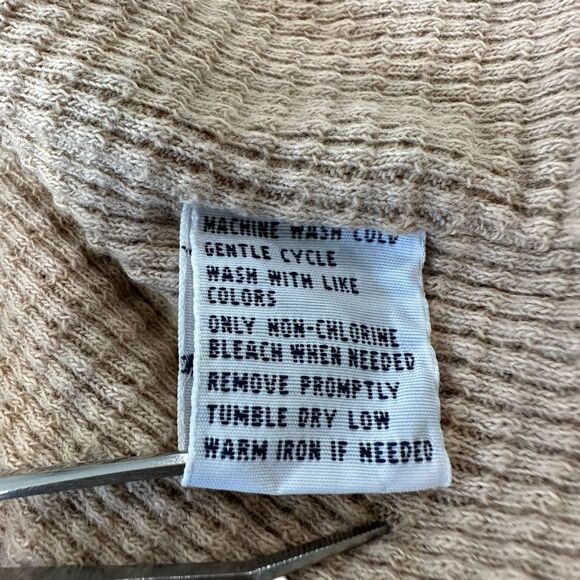 MACHINE WASH COLD
GENTLE CYCLE
WASH WITH LIKE
COLORS
ONLY NON-CHLORINE
BLEACH WHEN NEEDED
REMOVE PROMPTLY
TUMBLE DRY LOW
WARM IRON IF NEEDED